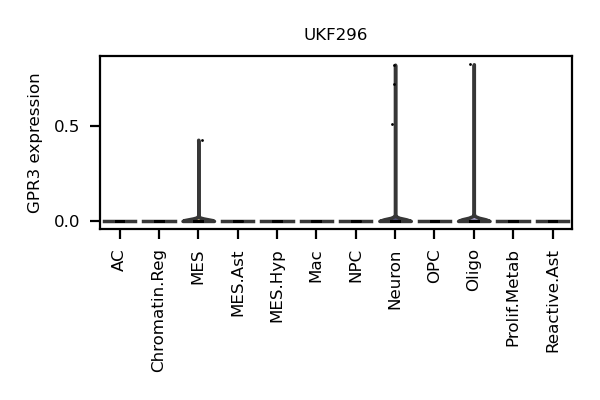 UKF296
GPR3 expression
0.5
0.0
AC
Chromatin.Reg
MES
MES.Ast
MES.Hyp
Mac
NPC
Neuron
OPC
Oligo
Prolif.Metab
Reactive.Ast